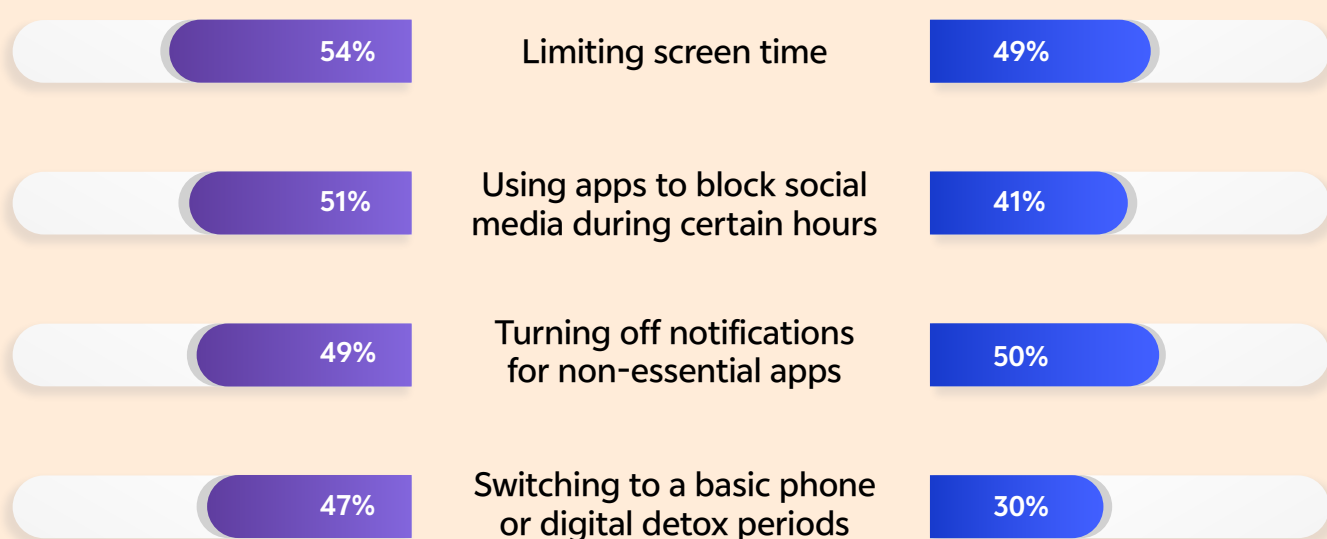 54%
Limiting screen time
49%
51%
Using apps to block social
media during certain hours
41%
49%
Turning off notifications
for non-essential apps
50%
47%
Switching to a basic phone
or digital detox periods
30%